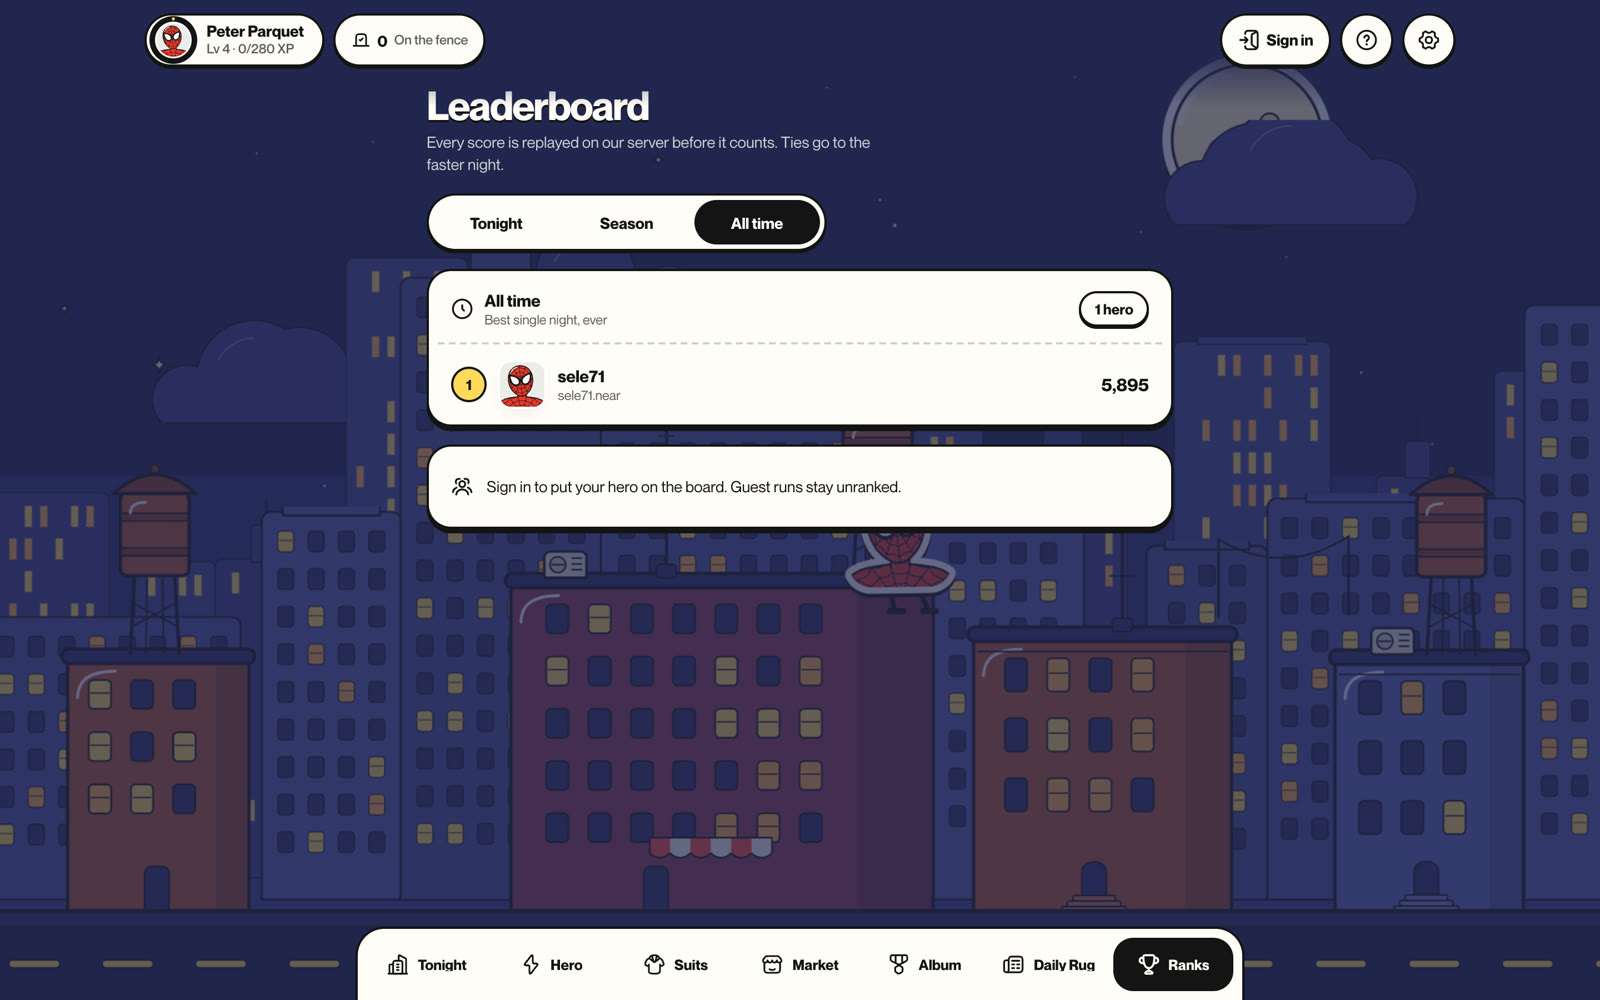 Peter Parquet
Lv 4 · 0/280 XP
0 On the fence
Sign in
Leaderboard
Every score is replayed on our server before it counts. Ties go to the
faster night.
Tonight
Season
All time
All time
Best single night, ever
1 hero
1
sele71
sele71.near
5,895
Sign in to put your hero on the board. Guest runs stay unranked.
Tonight
Hero
Suits
Market
Album
Daily Rug
Ranks